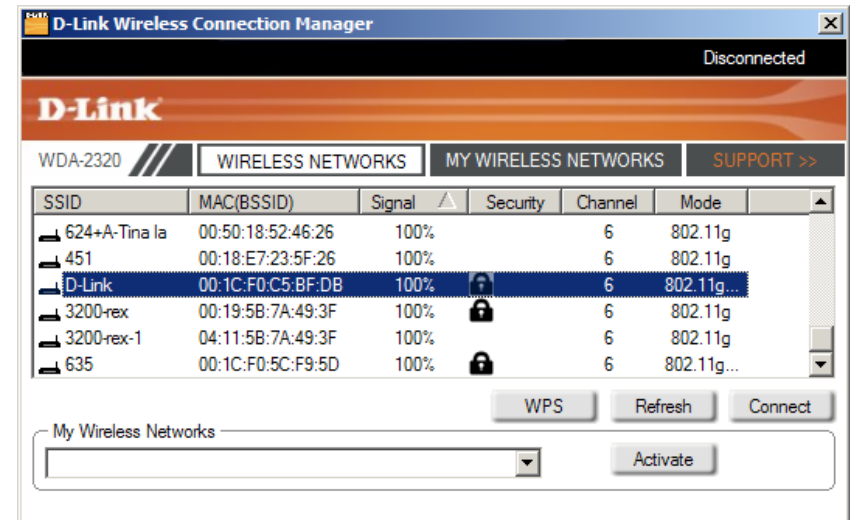 D-Link Wireless Connection Manager
Disconnected
D-Link
WDA-2320 WIRELESS NETWORKS MY WIRELESS NETWORKS SUPPORT >>
SSID MAC(BSSID) Signal Security Channel Mode
624+A-Tina la 00:50:18:52:46:26 100% 6 802.11g
451 00:18:E7:23:5F:26 100% 6 802.11g
D-Link 00:1C:F0:C5:BF:DB 100% 6 802.11g...
3200-rex 00:19:5B:7A:49:3F 100% 6 802.11g
3200-rex-1 04:11:5B:7A:49:3F 100% 6 802.11g
635 00:1C:F0:5C:F9:5D 100% 6 802.11g...
WPS Refresh Connect
My Wireless Networks
Activate